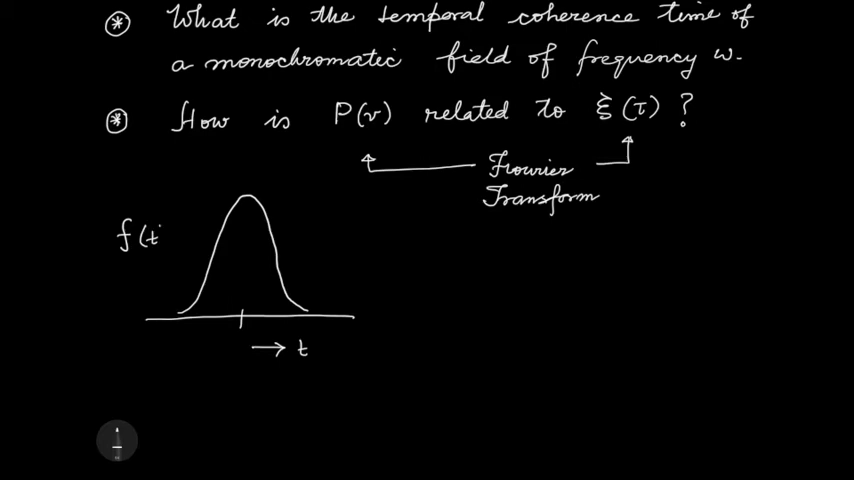 ⊛ What is the temporal coherence time of
a monochromatic field of frequency ω.
⊛ How is P(ν) related to ξ(τ)?
Fourier
Transform
f(t
→ t